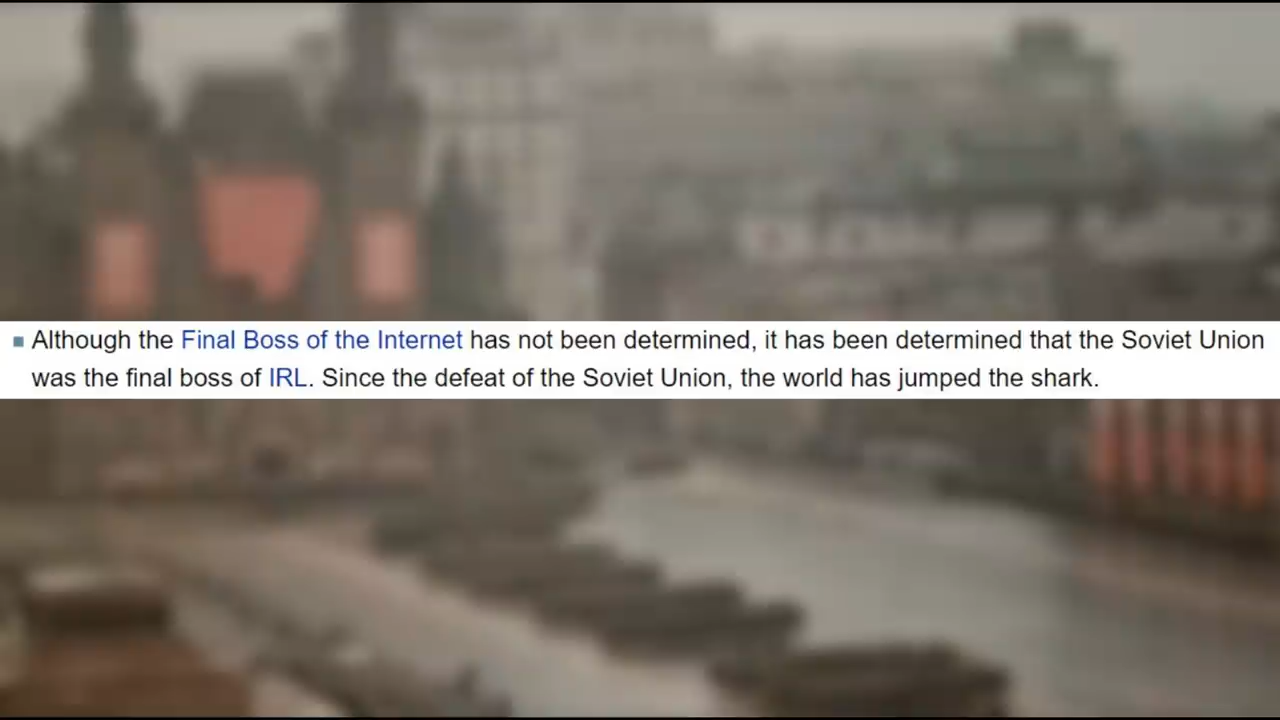 Although the Final Boss of the Internet has not been determined, it has been determined that the Soviet Union
was the final boss of IRL. Since the defeat of the Soviet Union, the world has jumped the shark.